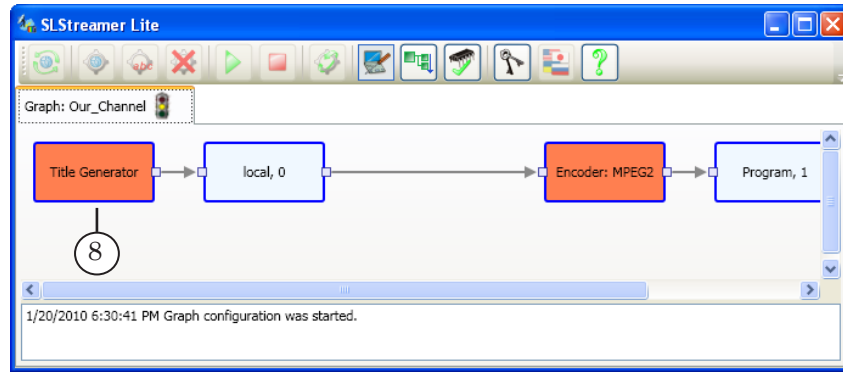 SLStreamer Lite
Graph: Our_Channel
Title Generator
local, 0
Encoder: MPEG2
Program, 1
8
1/20/2010 6:30:41 PM Graph configuration was started.